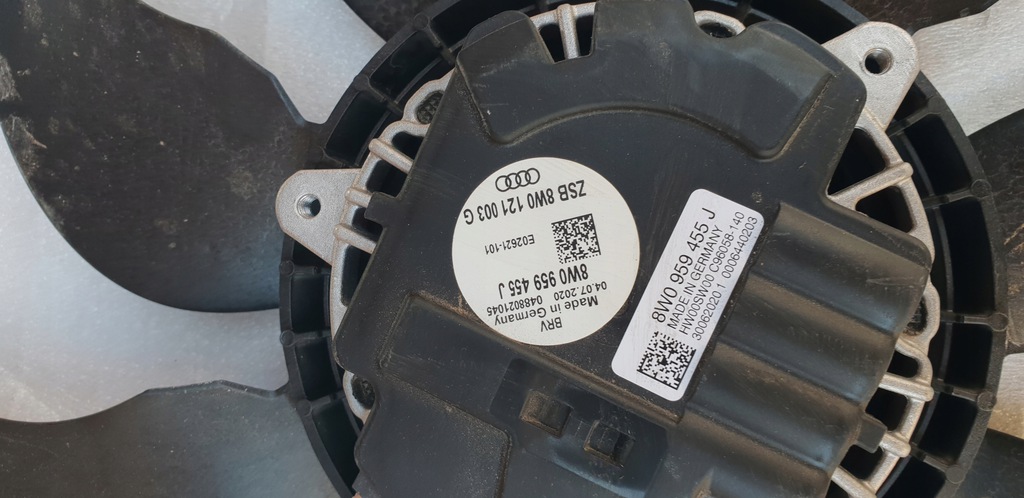 ZSB 8W0 121 003 G
E02621-101
8W0 959 455 J
04.07.2020 0488021045
Made in Germany
BRV
8W0 959 455 J
MADE IN GERMANY
HW00SW00 C96058-140
30062020 1 0006440203